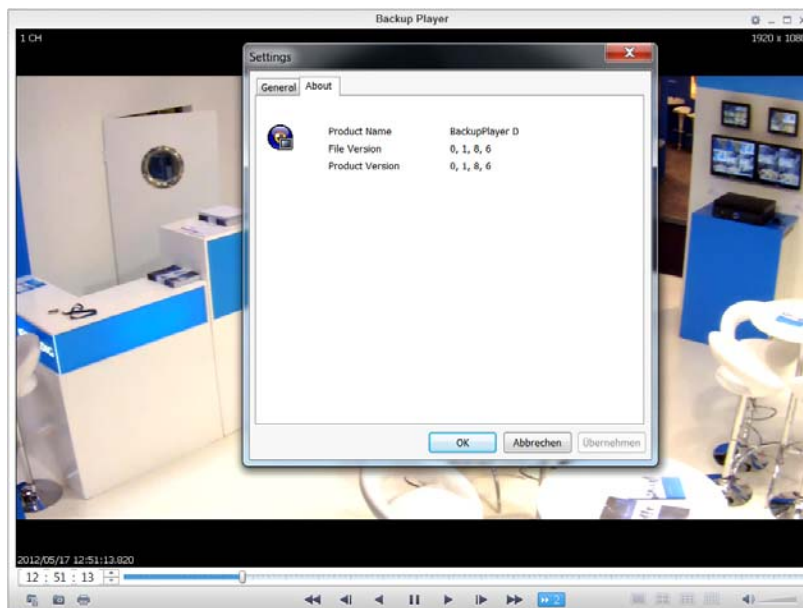 Backup Player
1 CH
1920 x 108
Settings
General About
Product Name BackupPlayer D
File Version 0, 1, 8, 6
Product Version 0, 1, 8, 6
OK Abbrechen Übernehmen
2012/05/17 12:51:13.820
12 : 51 : 13
2